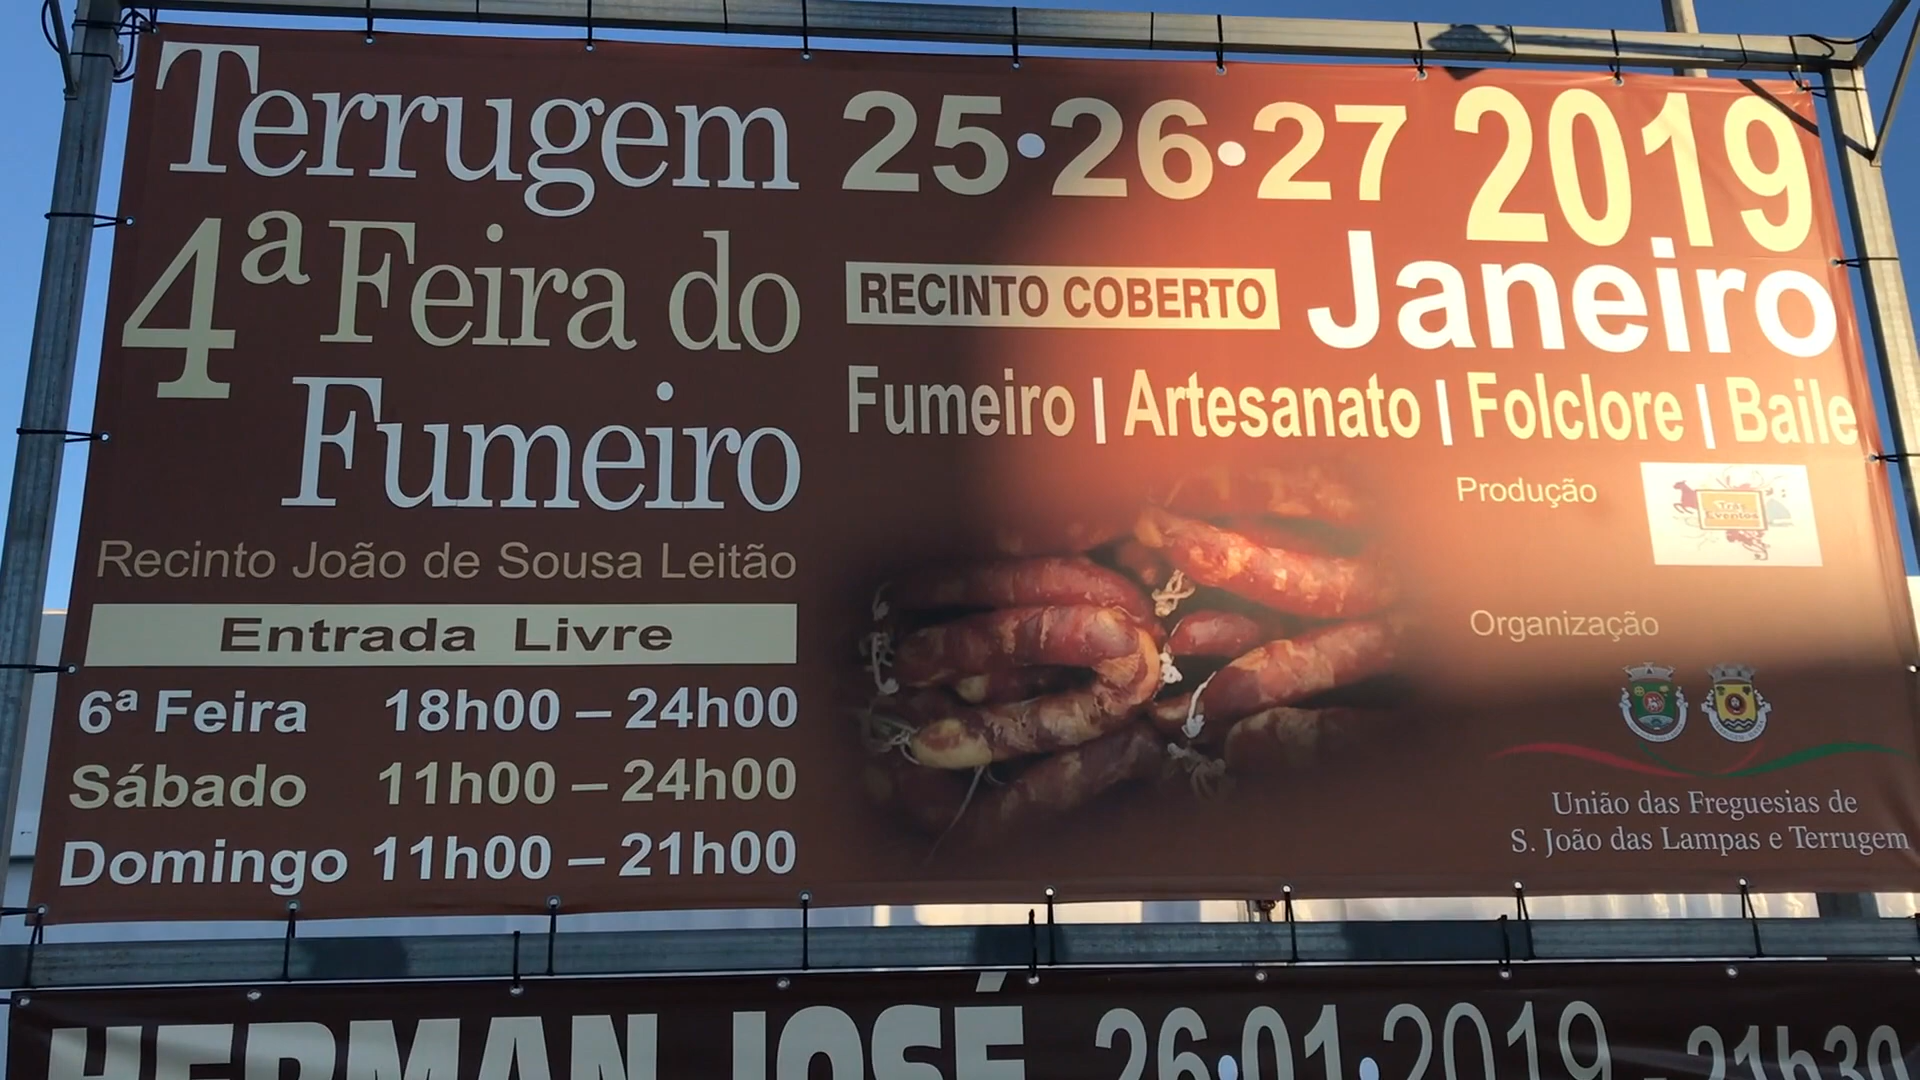 Terrugem
4ª Feira do
Fumeiro
Recinto João de Sousa Leitão
Entrada Livre
6ª Feira 18h00 – 24h00
Sábado 11h00 – 24h00
Domingo 11h00 – 21h00
25•26•27 2019
RECINTO COBERTO Janeiro
Fumeiro | Artesanato | Folclore | Baile
Produção
Trás
Eventos
Organização
União das Freguesias de
S. João das Lampas e Terrugem
HERMAN JOSÉ 26•01•2019 - 21h30